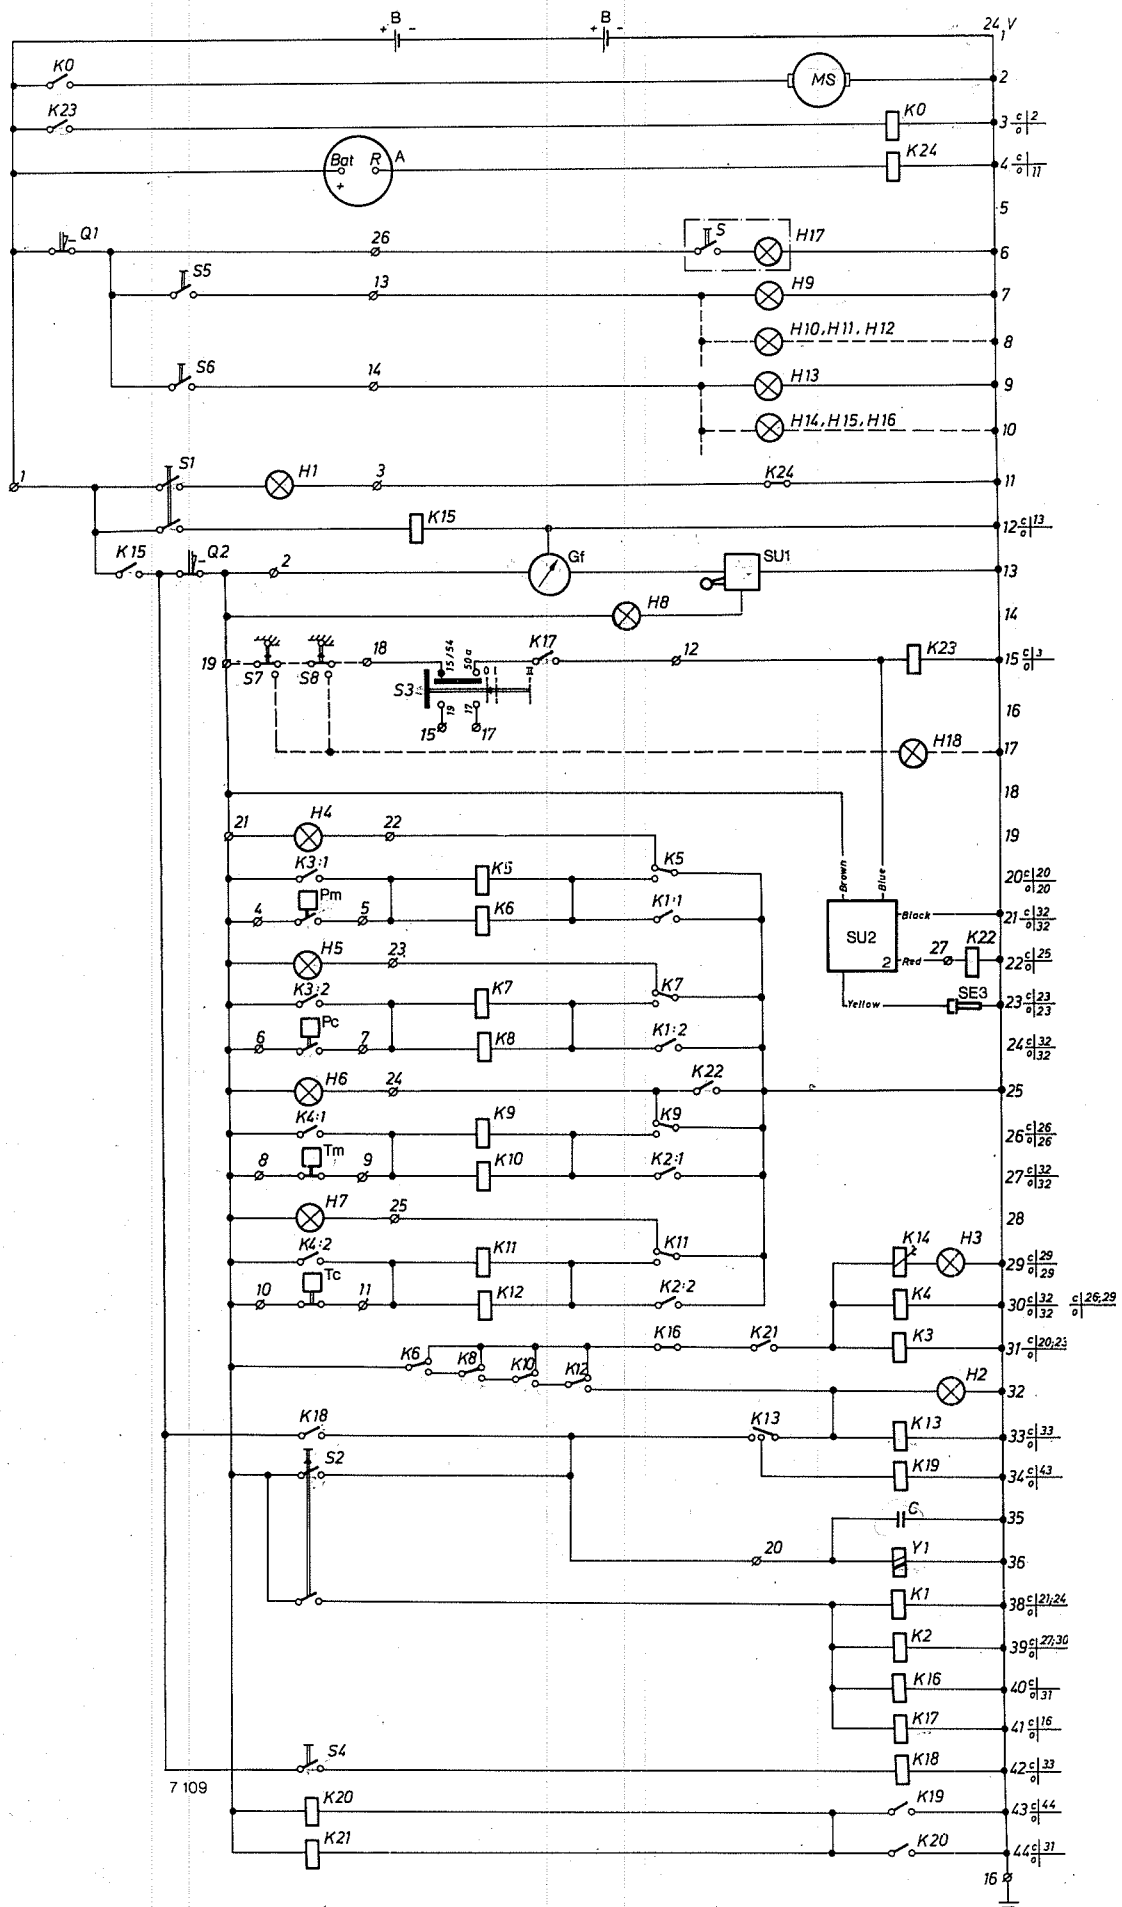 B B 24 V
+ - + - 1
K0 MS 2
K23 K0 3 c 2
o
Bat R A K24 4 c
+ o 11
5
Q1 26 S H17 6
S5 13 H9 7
H10, H11, H12 8
S6 14 H13 9
H14, H15, H16 10
1 S1 H1 3 K24 11
K15 12 c 13
o
K15 Q2 2 Gf SU1 13
H8 14
19 S7 S8 18 15/54 50a 0 I II K17 12 K23 15 c 3
o
S3 19 17
15 17 16
H18 17
18
21 H4 22 19
K3:1 K5 K5 Brown Blue 20 c 20
o 20
4 Pm 5 K6 K1:1 SU2 Black 21 c 32
o 32
H5 23 2 Red 27 K22 22 c 25
o
K3:2 K7 K7 Yellow SE3 23 c 23
o 23
6 Pc 7 K8 K1:2 24 c 32
o 32
H6 24 K22 25
K4:1 K9 K9 26 c 26
o 26
8 Tm 9 K10 K2:1 27 c 32
o 32
H7 25 28
K4:2 K11 K11 K14 H3 29 c 29
o 29
10 Tc 11 K12 K2:2 K4 30 c 32 c 26;29
o 32 o
K6 K8 K10 K12 K16 K21 K3 31 c 20;23
o
H2 32
K18 K13 K13 33 c 33
o
S2 K19 34 c 43
o
C 35
20 Y1 36
K1 38 c 21;24
o
K2 39 c 27;30
o
K16 40 c
o 31
K17 41 c 16
o
S4 K18 42 c 33
o
7 109
K20 K19 43 c 44
o
K21 K20 44 c 31
o
16